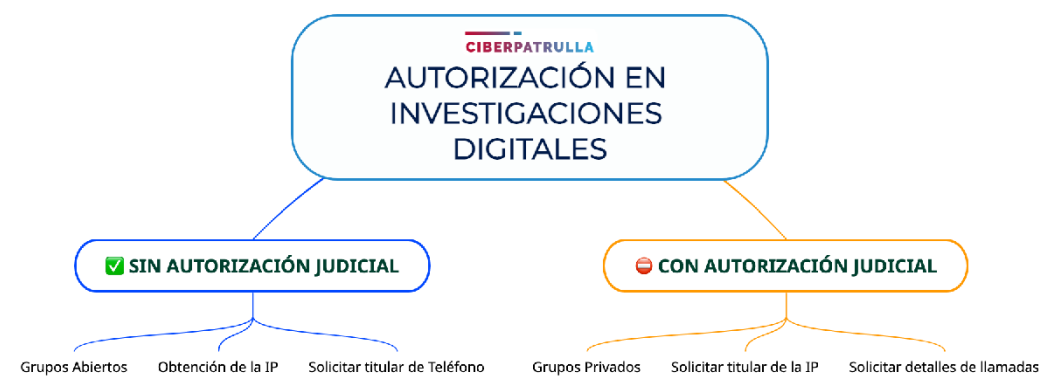 CIBERPATRULLA
AUTORIZACIÓN EN
INVESTIGACIONES
DIGITALES
✅ SIN AUTORIZACIÓN JUDICIAL
⛔ CON AUTORIZACIÓN JUDICIAL
Grupos Abiertos
Obtención de la IP
Solicitar titular de Teléfono
Grupos Privados
Solicitar titular de la IP
Solicitar detalles de llamadas